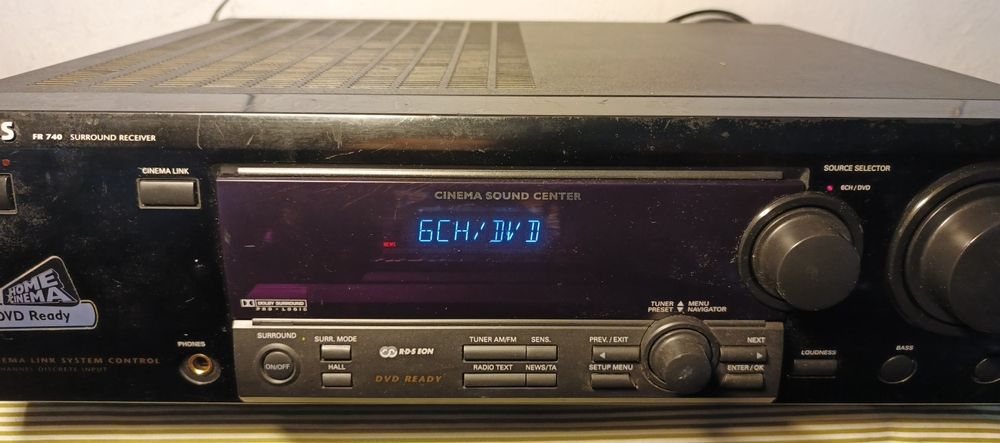 S FR 740 SURROUND RECEIVER
CINEMA LINK
SOURCE SELECTOR
6CH / DVD
CINEMA SOUND CENTER
6CH/DVD
NEWS
HOME
CINEMA
DVD Ready
DOLBY SURROUND
PRO · LOGIC
TUNER ▲ MENU
PRESET ▼ NAVIGATOR
EMA LINK SYSTEM CONTROL
HANNEL DISCRETE INPUT
PHONES
SURROUND
ON/OFF
SURR. MODE
HALL
R·D·S EON
DVD READY
TUNER AM/FM
SENS.
RADIO TEXT
NEWS/TA
PREV. / EXIT
NEXT
SETUP MENU
ENTER / OK
LOUDNESS
BASS